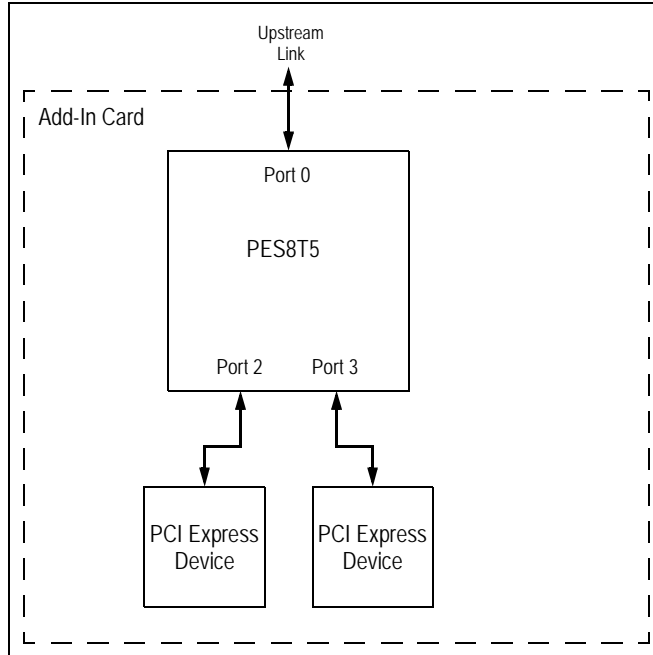 Upstream
Link
Add-In Card
Port 0
PES8T5
Port 2
Port 3
PCI Express
Device
PCI Express
Device